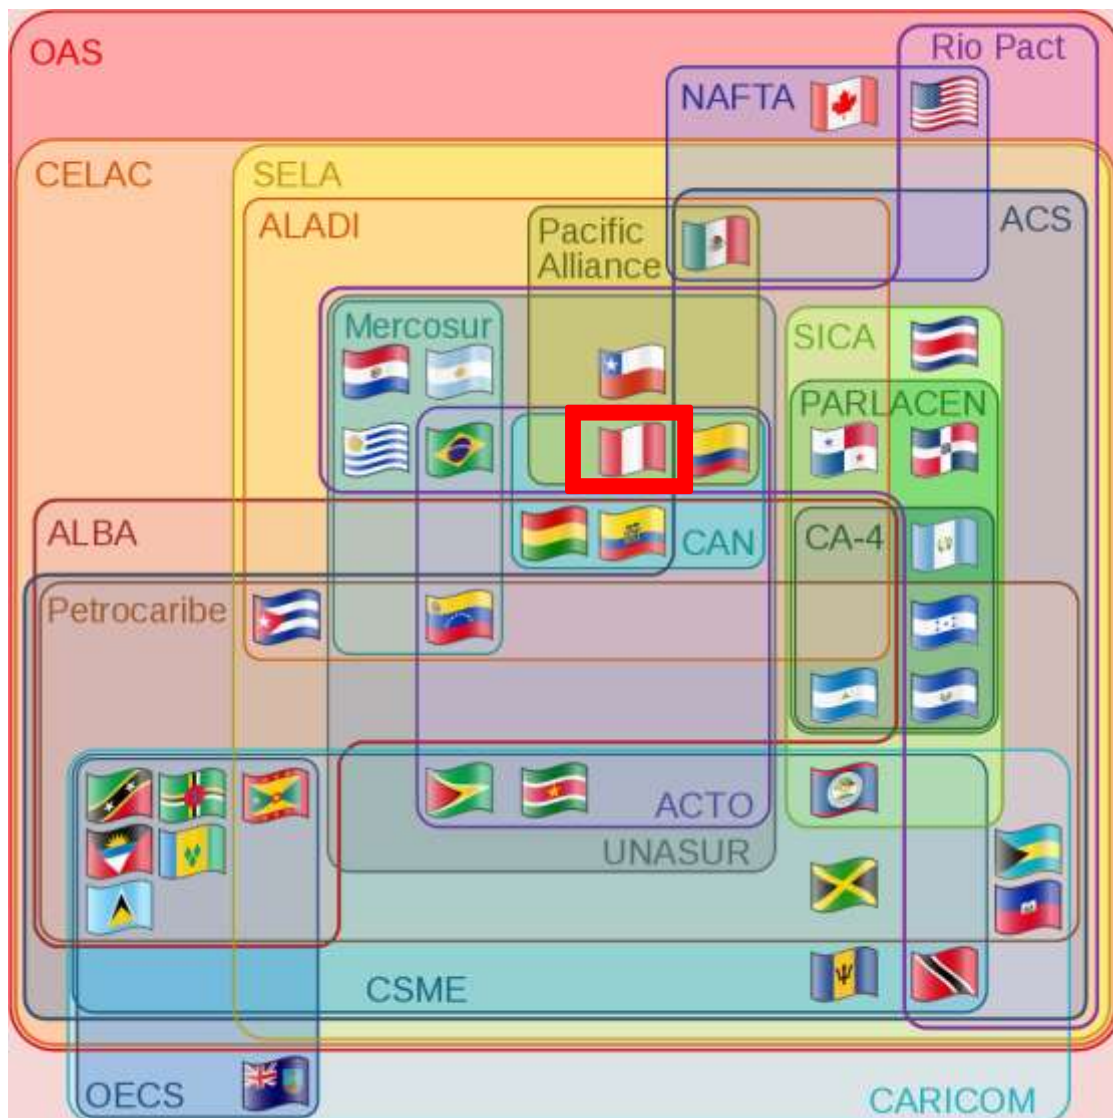 OAS
Rio Pact
NAFTA
CELAC
SELA
ALADI
Pacific
Alliance
ACS
Mercosur
SICA
PARLACEN
ALBA
CAN
CA-4
Petrocaribe
ACTO
UNASUR
CSME
OECS
CARICOM